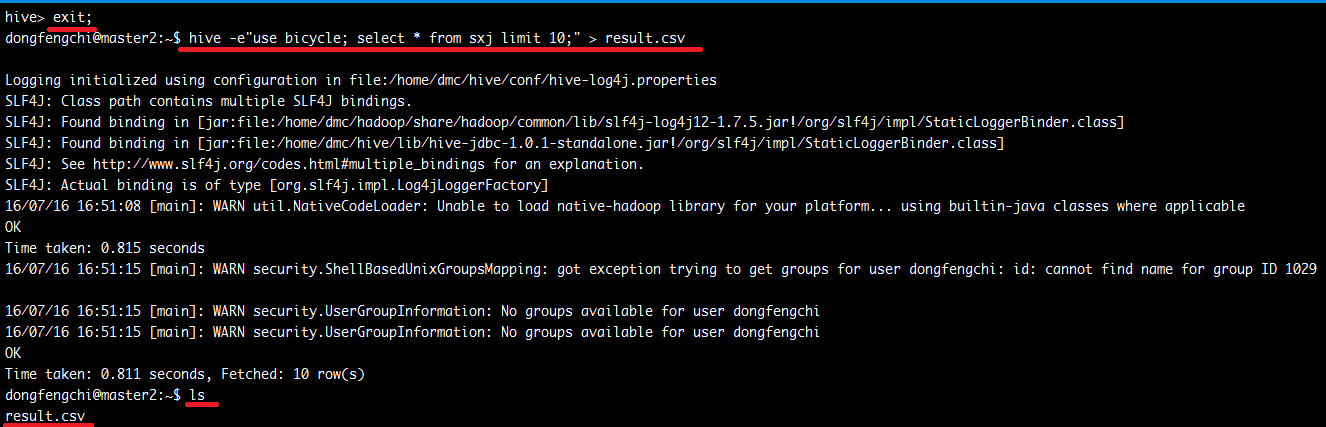 hive> exit;
dongfengchi@master2:~$ hive -e"use bicycle; select * from sxj limit 10;" > result.csv
Logging initialized using configuration in file:/home/dmc/hive/conf/hive-log4j.properties
SLF4J: Class path contains multiple SLF4J bindings.
SLF4J: Found binding in [jar:file:/home/dmc/hadoop/share/hadoop/common/lib/slf4j-log4j12-1.7.5.jar!/org/slf4j/impl/StaticLoggerBinder.class]
SLF4J: Found binding in [jar:file:/home/dmc/hive/lib/hive-jdbc-1.0.1-standalone.jar!/org/slf4j/impl/StaticLoggerBinder.class]
SLF4J: See http://www.slf4j.org/codes.html#multiple_bindings for an explanation.
SLF4J: Actual binding is of type [org.slf4j.impl.Log4jLoggerFactory]
16/07/16 16:51:08 [main]: WARN util.NativeCodeLoader: Unable to load native-hadoop library for your platform... using builtin-java classes where applicable
OK
Time taken: 0.815 seconds
16/07/16 16:51:15 [main]: WARN security.ShellBasedUnixGroupsMapping: got exception trying to get groups for user dongfengchi: id: cannot find name for group ID 1029
16/07/16 16:51:15 [main]: WARN security.UserGroupInformation: No groups available for user dongfengchi
16/07/16 16:51:15 [main]: WARN security.UserGroupInformation: No groups available for user dongfengchi
OK
Time taken: 0.811 seconds, Fetched: 10 row(s)
dongfengchi@master2:~$ ls
result.csv